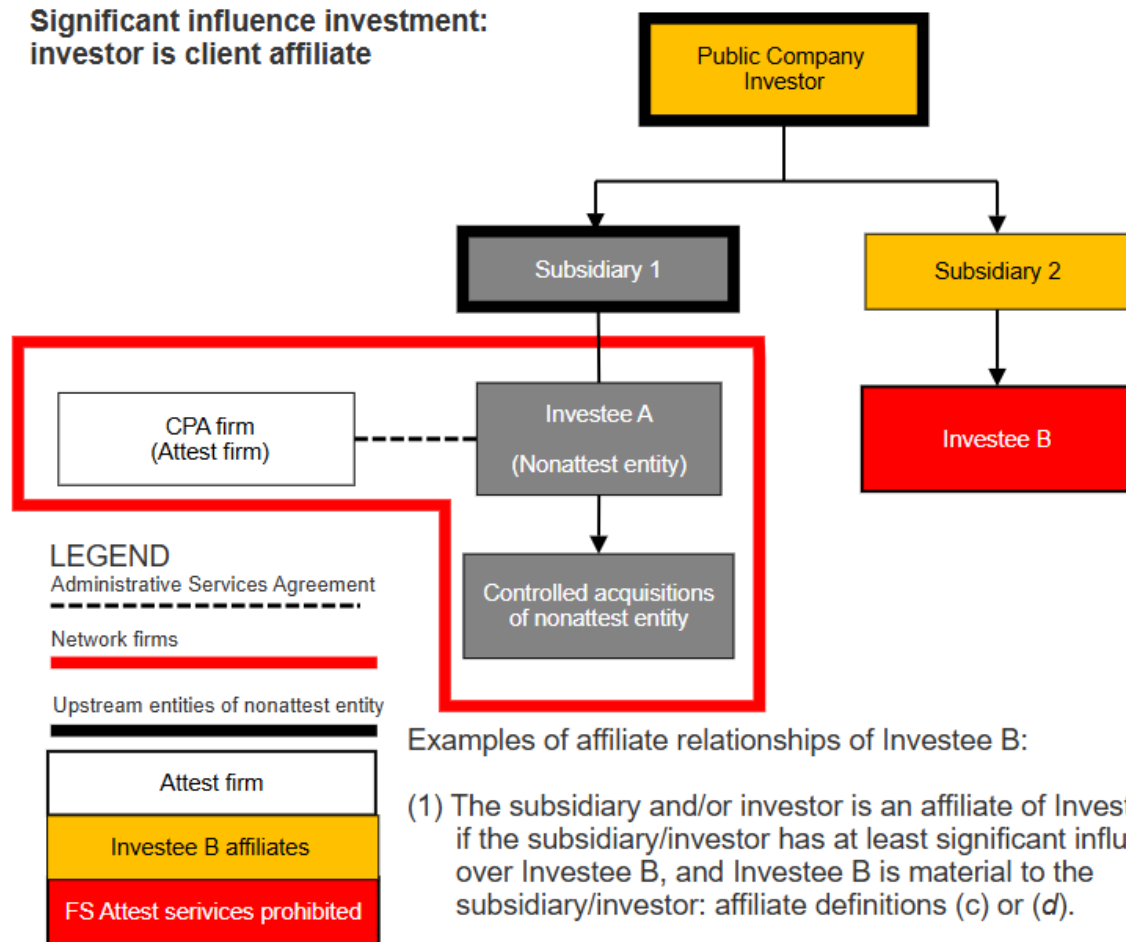 Significant influence investment:
investor is client affiliate
Public Company
Investor
Subsidiary 1
Subsidiary 2
CPA firm
(Attest firm)
Investee A
(Nonattest entity)
Investee B
Controlled acquisitions
of nonattest entity
LEGEND
Administrative Services Agreement
Network firms
Upstream entities of nonattest entity
Attest firm
Investee B affiliates
FS Attest serivices prohibited
Examples of affiliate relationships of Investee B:
(1) The subsidiary and/or investor is an affiliate of
if the subsidiary/investor has at least significant
over Investee B, and Investee B is material to the
subsidiary/investor: affiliate definitions (c) or (d).